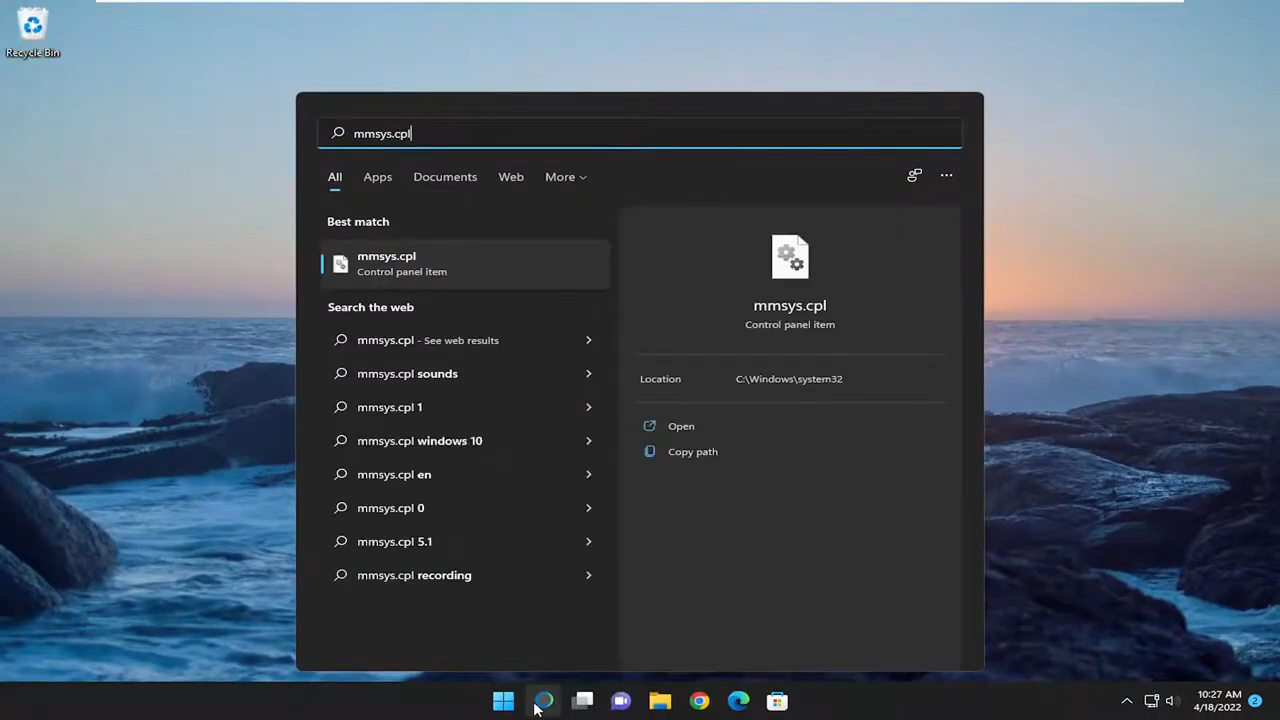 Recycle Bin
mmsys.cpl
All Apps Documents Web More
Best match
mmsys.cpl
Control panel item
Search the web
mmsys.cpl - See web results
mmsys.cpl sounds
mmsys.cpl 1
mmsys.cpl windows 10
mmsys.cpl en
mmsys.cpl 0
mmsys.cpl 5.1
mmsys.cpl recording
mmsys.cpl
Control panel item
Location C:\Windows\system32
Open
Copy path
10:27 AM
4/18/2022
2